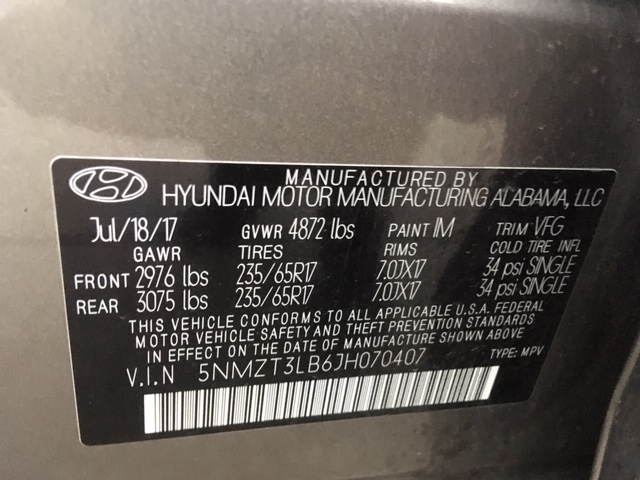 MANUFACTURED BY
HYUNDAI MOTOR MANUFACTURING ALABAMA, LLC
Jul/18/17 GVWR 4872 lbs PAINT IM TRIM VFG
GAWR TIRES RIMS COLD TIRE INFL
FRONT 2976 lbs 235/65R17 7.0JX17 34 psi SINGLE
REAR 3075 lbs 235/65R17 7.0JX17 34 psi SINGLE
THIS VEHICLE CONFORMS TO ALL APPLICABLE U.S.A. FEDERAL
MOTOR VEHICLE SAFETY AND THEFT PREVENTION STANDARDS
IN EFFECT ON THE DATE OF MANUFACTURE SHOWN ABOVE
V.I.N 5NMZT3LB6JH070407 TYPE: MPV